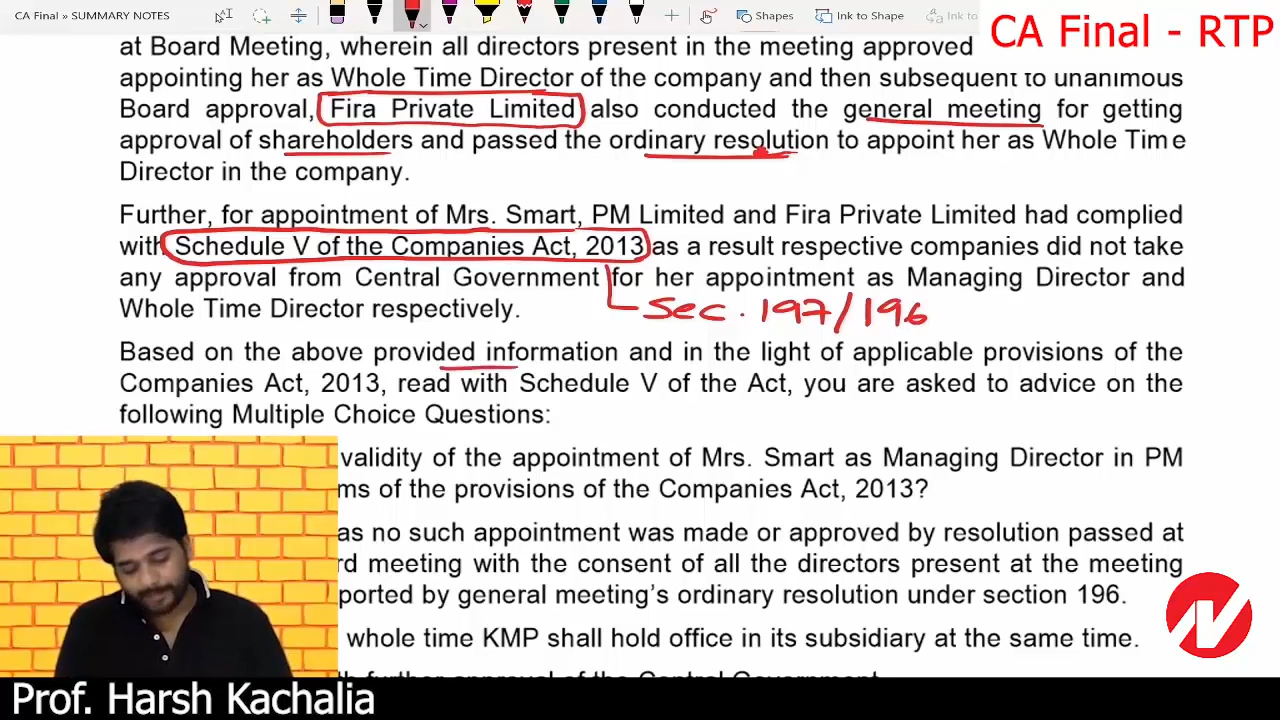 CA Final » SUMMARY NOTES
Shapes
Ink to Shape
Ink to
CA Final - RTP
at Board Meeting, wherein all directors present in the meeting approved
appointing her as Whole Time Director of the company and then subsequent to unanimous
Board approval, Fira Private Limited also conducted the general meeting for getting
approval of shareholders and passed the ordinary resolution to appoint her as Whole Time
Director in the company.
Further, for appointment of Mrs. Smart, PM Limited and Fira Private Limited had complied
with Schedule V of the Companies Act, 2013 as a result respective companies did not take
any approval from Central Government for her appointment as Managing Director and
Whole Time Director respectively.
Sec. 197/196
Based on the above provided information and in the light of applicable provisions of the
Companies Act, 2013, read with Schedule V of the Act, you are asked to advice on the
following Multiple Choice Questions:
validity of the appointment of Mrs. Smart as Managing Director in PM
ms of the provisions of the Companies Act, 2013?
as no such appointment was made or approved by resolution passed at
rd meeting with the consent of all the directors present at the meeting
ported by general meeting's ordinary resolution under section 196.
whole time KMP shall hold office in its subsidiary at the same time.
further approval of the Central Government
N
Prof. Harsh Kachalia